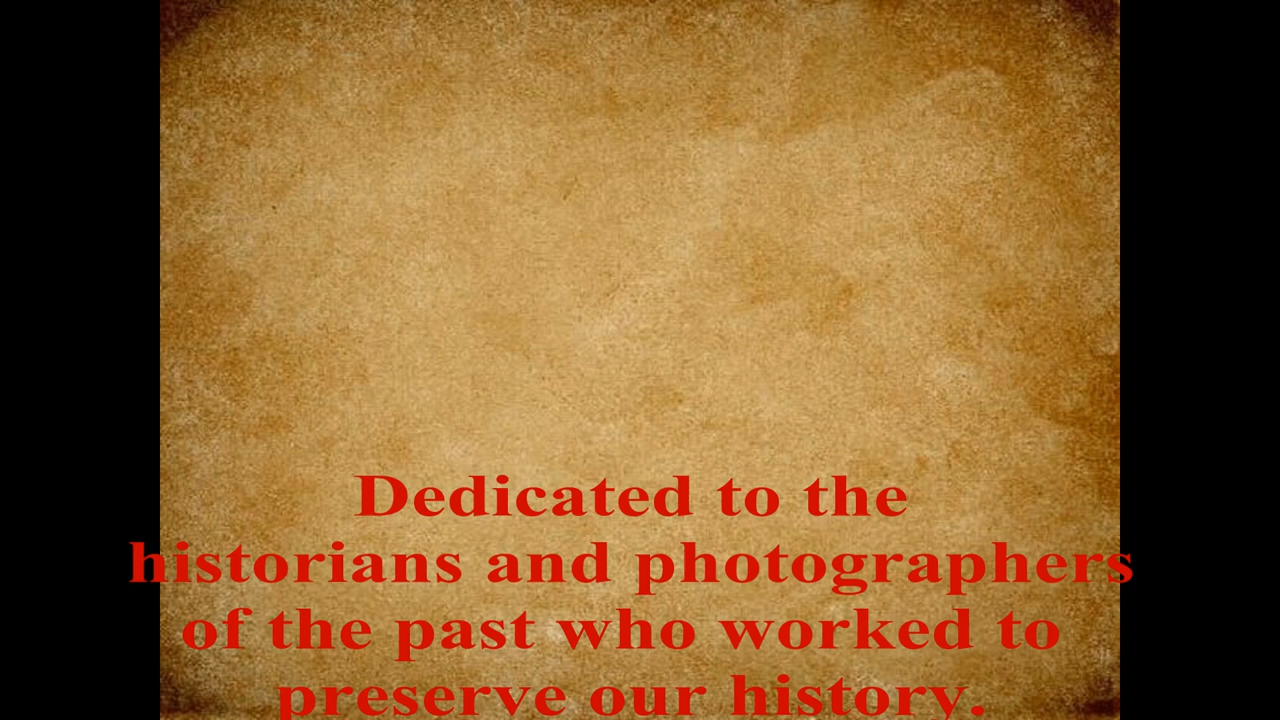 Dedicated to the
historians and photographers
of the past who worked to
preserve our history.